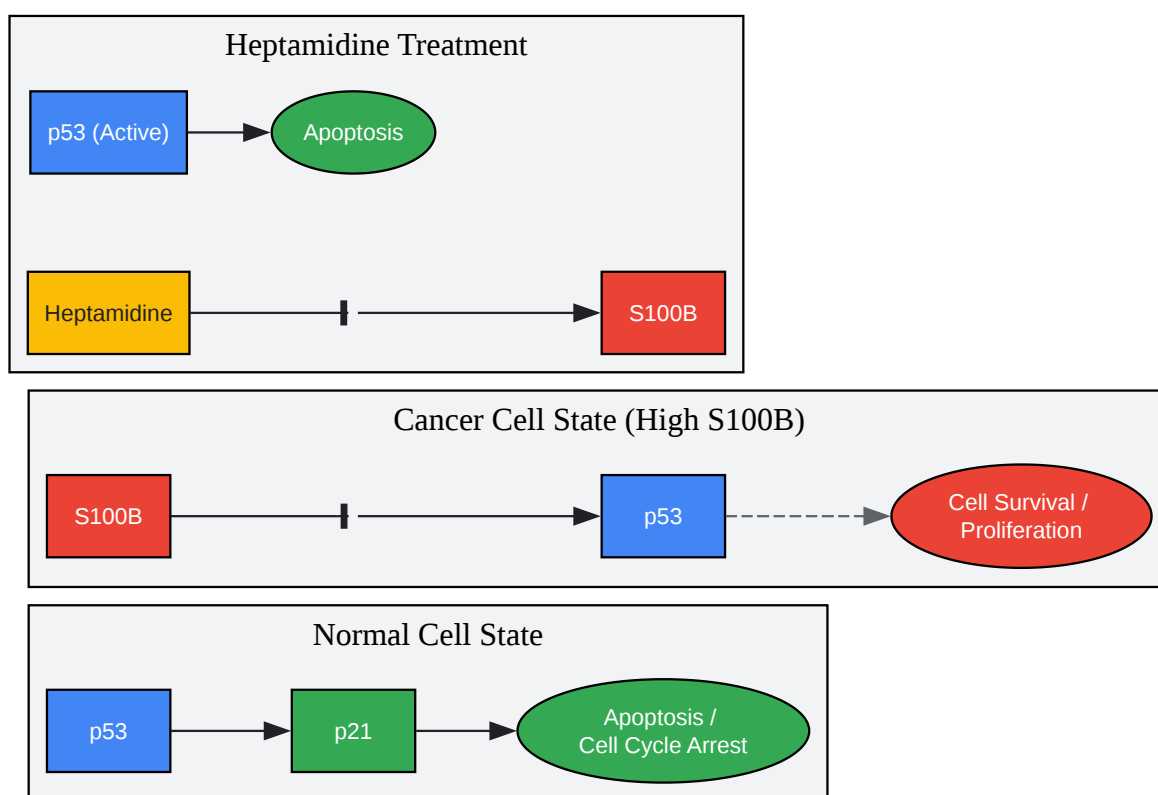 Heptamidine Treatment
p53 (Active)
Apoptosis
Heptamidine
S100B
Cancer Cell State (High S100B)
S100B
p53
Cell Survival /
Proliferation
Normal Cell State
p53
p21
Apoptosis /
Cell Cycle Arrest